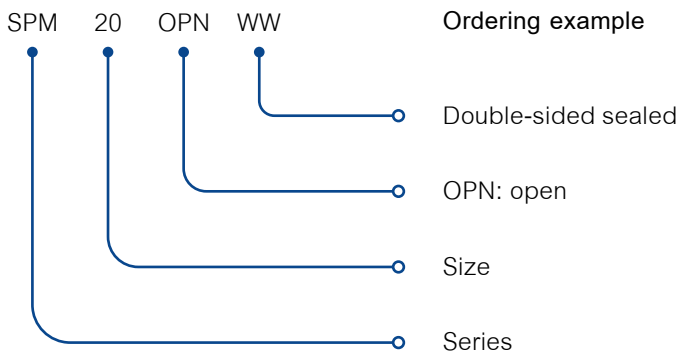 SPM 20 OPN WW Ordering example
Double-sided sealed
OPN: open
Size
Series